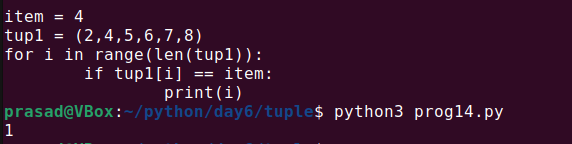 item = 4
tup1 = (2,4,5,6,7,8)
for i in range(len(tup1)):
        if tup1[i] == item:
                print(i)
prasad@VBox:~/python/day6/tuple$ python3 prog14.py
1